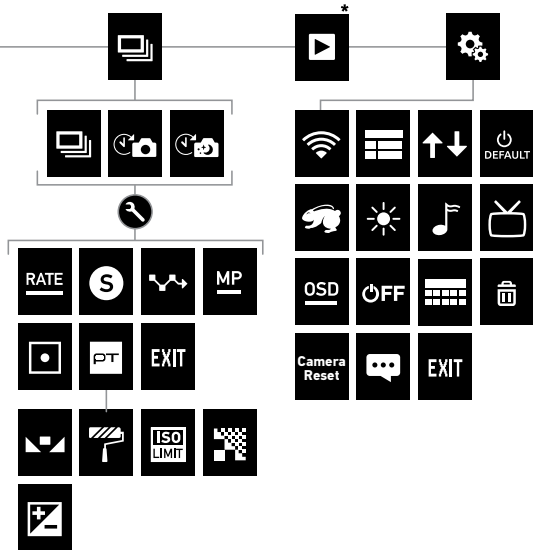 *
DEFAULT
RATE
S
MP
OSD
OFF
PT
EXIT
Camera
Reset
EXIT
ISO
LIMIT